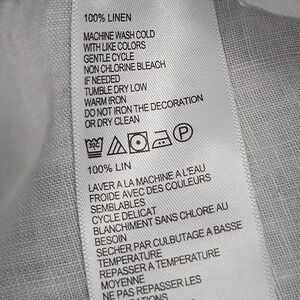 100% LINEN
MACHINE WASH COLD
WITH LIKE COLORS
GENTLE CYCLE
NON CHLORINE BLEACH
IF NEEDED
TUMBLE DRY LOW
WARM IRON
DO NOT IRON THE DECORATION
OR DRY CLEAN
P
100% LIN
LAVER A LA MACHINE A L'EAU
FROIDE AVEC DES COULEURS
SEMBLABLES
CYCLE DELICAT
BLANCHIMENT SANS CHLORE AU
BESOIN
SECHER PAR CULBUTAGE A BASSE
TEMPERATURE
REPASSER A TEMPERATURE
MOYENNE
NE PAS REPASSER LES